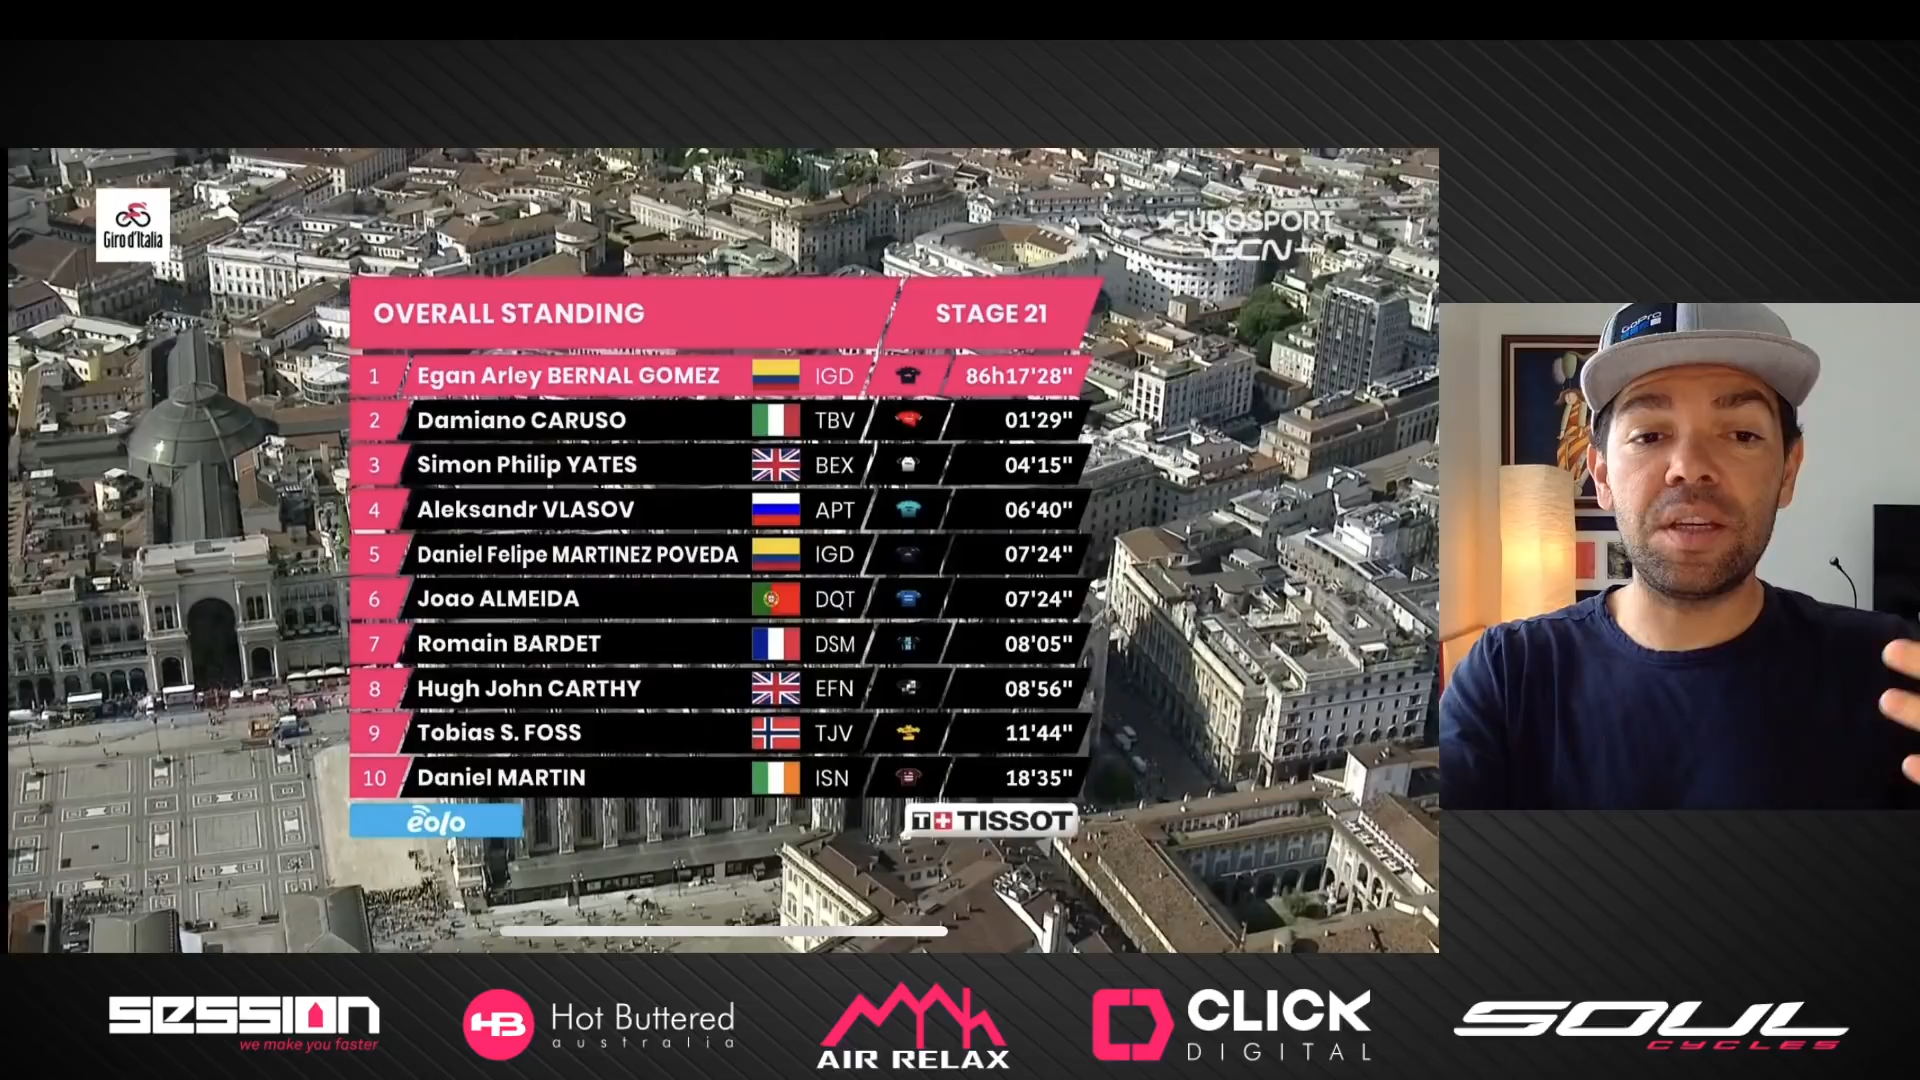 Giro d'Italia
EUROSPORT
GCN
OVERALL STANDING STAGE 21
1 Egan Arley BERNAL GOMEZ IGD 86h17'28"
2 Damiano CARUSO TBV 01'29"
3 Simon Philip YATES BEX 04'15"
4 Aleksandr VLASOV APT 06'40"
5 Daniel Felipe MARTINEZ POVEDA IGD 07'24"
6 Joao ALMEIDA DQT 07'24"
7 Romain BARDET DSM 08'05"
8 Hugh John CARTHY EFN 08'56"
9 Tobias S. FOSS TJV 11'44"
10 Daniel MARTIN ISN 18'35"
eolo
T+ TISSOT
GoPro
SESSION
we make you faster
HB Hot Buttered
australia
AIR RELAX
CLICK
DIGITAL
SOUL
CYCLES